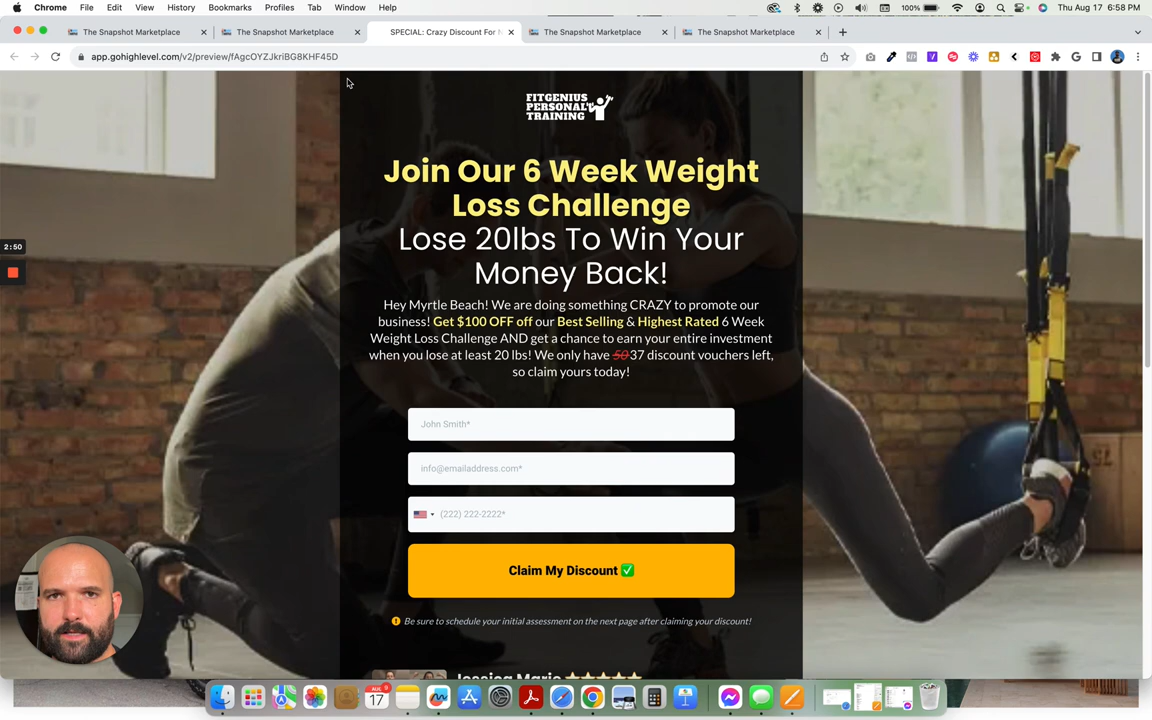 Chrome File Edit View History Bookmarks Profiles Tab Window Help 100% Thu Aug 17 6:58 PM
The Snapshot Marketplace The Snapshot Marketplace SPECIAL: Crazy Discount For The Snapshot Marketplace The Snapshot Marketplace
app.gohighlevel.com/v2/preview/fAgcOYZJkriBG8KHF45D
FITGENIUS
PERSONAL
TRAINING
Join Our 6 Week Weight
Loss Challenge
Lose 20lbs To Win Your
Money Back!
Hey Myrtle Beach! We are doing something CRAZY to promote our
business! Get $100 OFF off our Best Selling & Highest Rated 6 Week
Weight Loss Challenge AND get a chance to earn your entire investment
when you lose at least 20 lbs! We only have 50 37 discount vouchers left,
so claim yours today!
2:50
John Smith*
info@emailaddress.com*
(222) 222-2222*
Claim My Discount ✅
Be sure to schedule your initial assessment on the next page after claiming your discount!
Jessica Marie
AUG
17